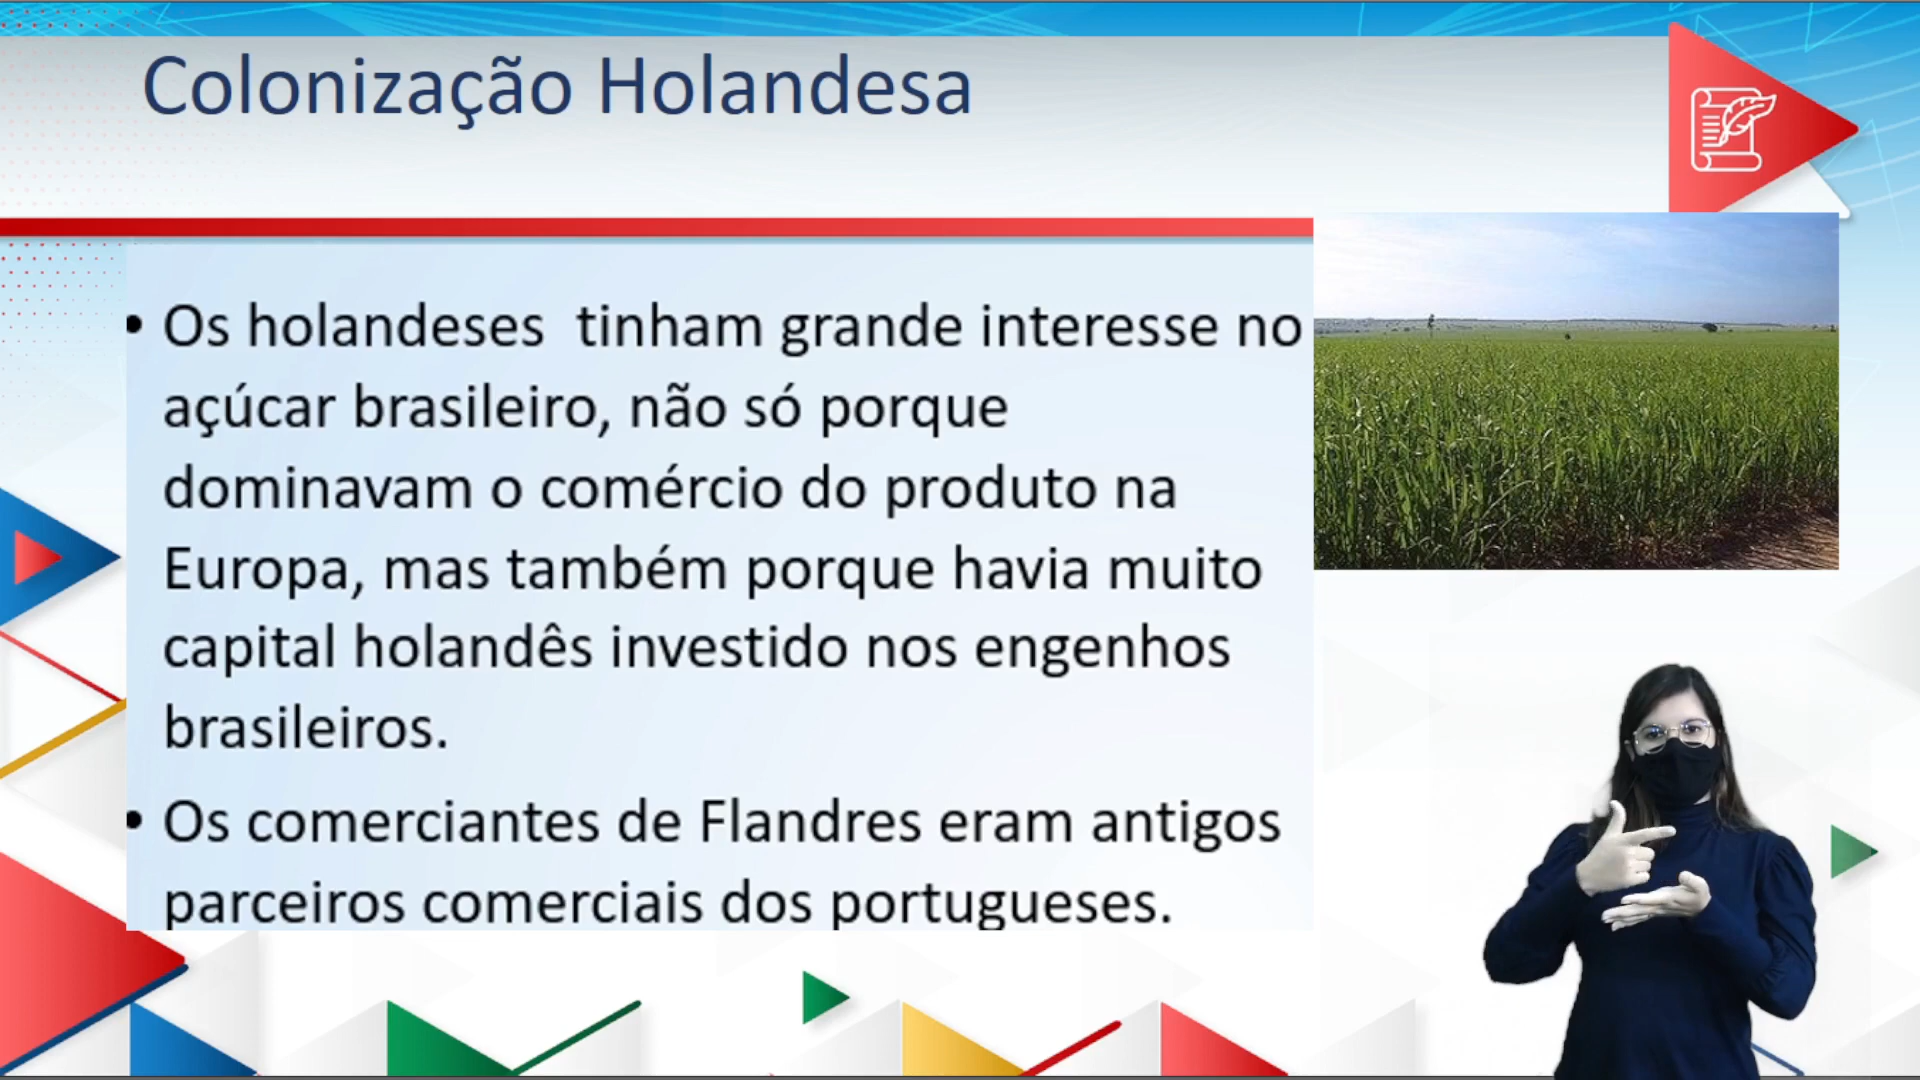 Colonização Holandesa
• Os holandeses  tinham grande interesse no
açúcar brasileiro, não só porque
dominavam o comércio do produto na
Europa, mas também porque havia muito
capital holandês investido nos engenhos
brasileiros.
• Os comerciantes de Flandres eram antigos
parceiros comerciais dos portugueses.